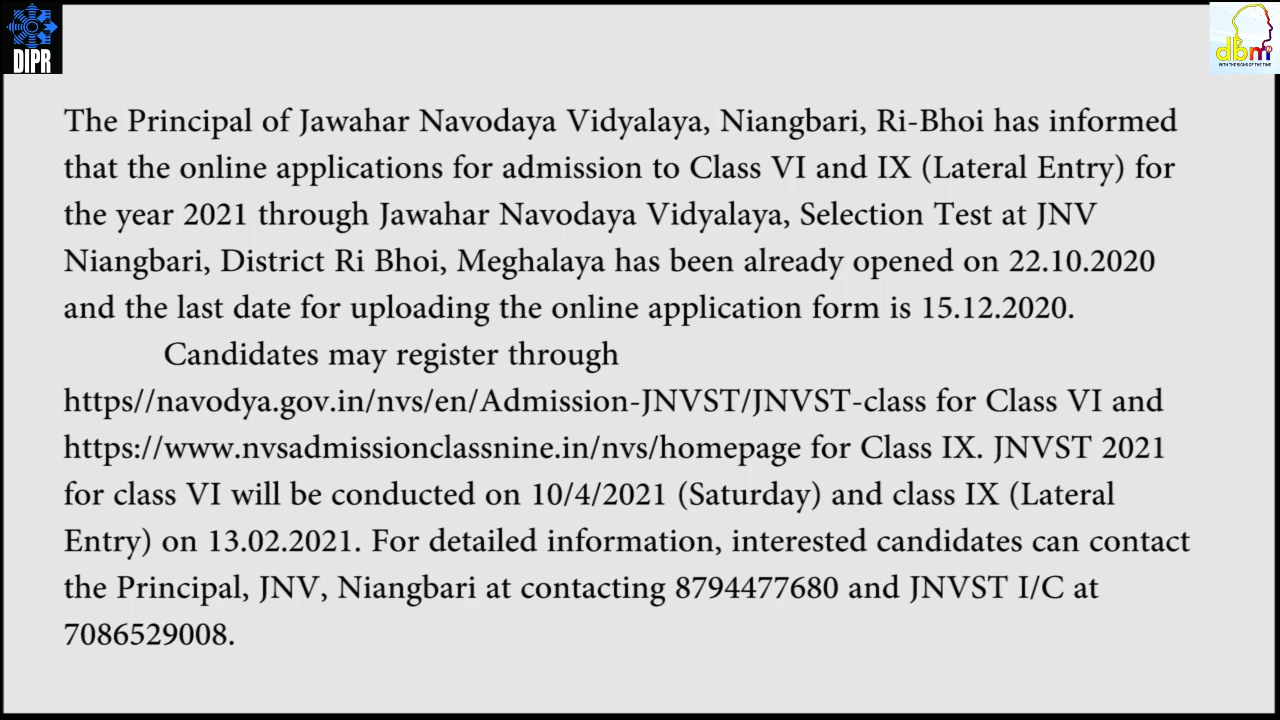 DIPR
dbm
WITH THE SIGNS OF THE TIME
The Principal of Jawahar Navodaya Vidyalaya, Niangbari, Ri-Bhoi has informed
that the online applications for admission to Class VI and IX (Lateral Entry) for
the year 2021 through Jawahar Navodaya Vidyalaya, Selection Test at JNV
Niangbari, District Ri Bhoi, Meghalaya has been already opened on 22.10.2020
and the last date for uploading the online application form is 15.12.2020.
Candidates may register through
https//navodya.gov.in/nvs/en/Admission-JNVST/JNVST-class for Class VI and
https://www.nvsadmissionclassnine.in/nvs/homepage for Class IX. JNVST 2021
for class VI will be conducted on 10/4/2021 (Saturday) and class IX (Lateral
Entry) on 13.02.2021. For detailed information, interested candidates can contact
the Principal, JNV, Niangbari at contacting 8794477680 and JNVST I/C at
7086529008.